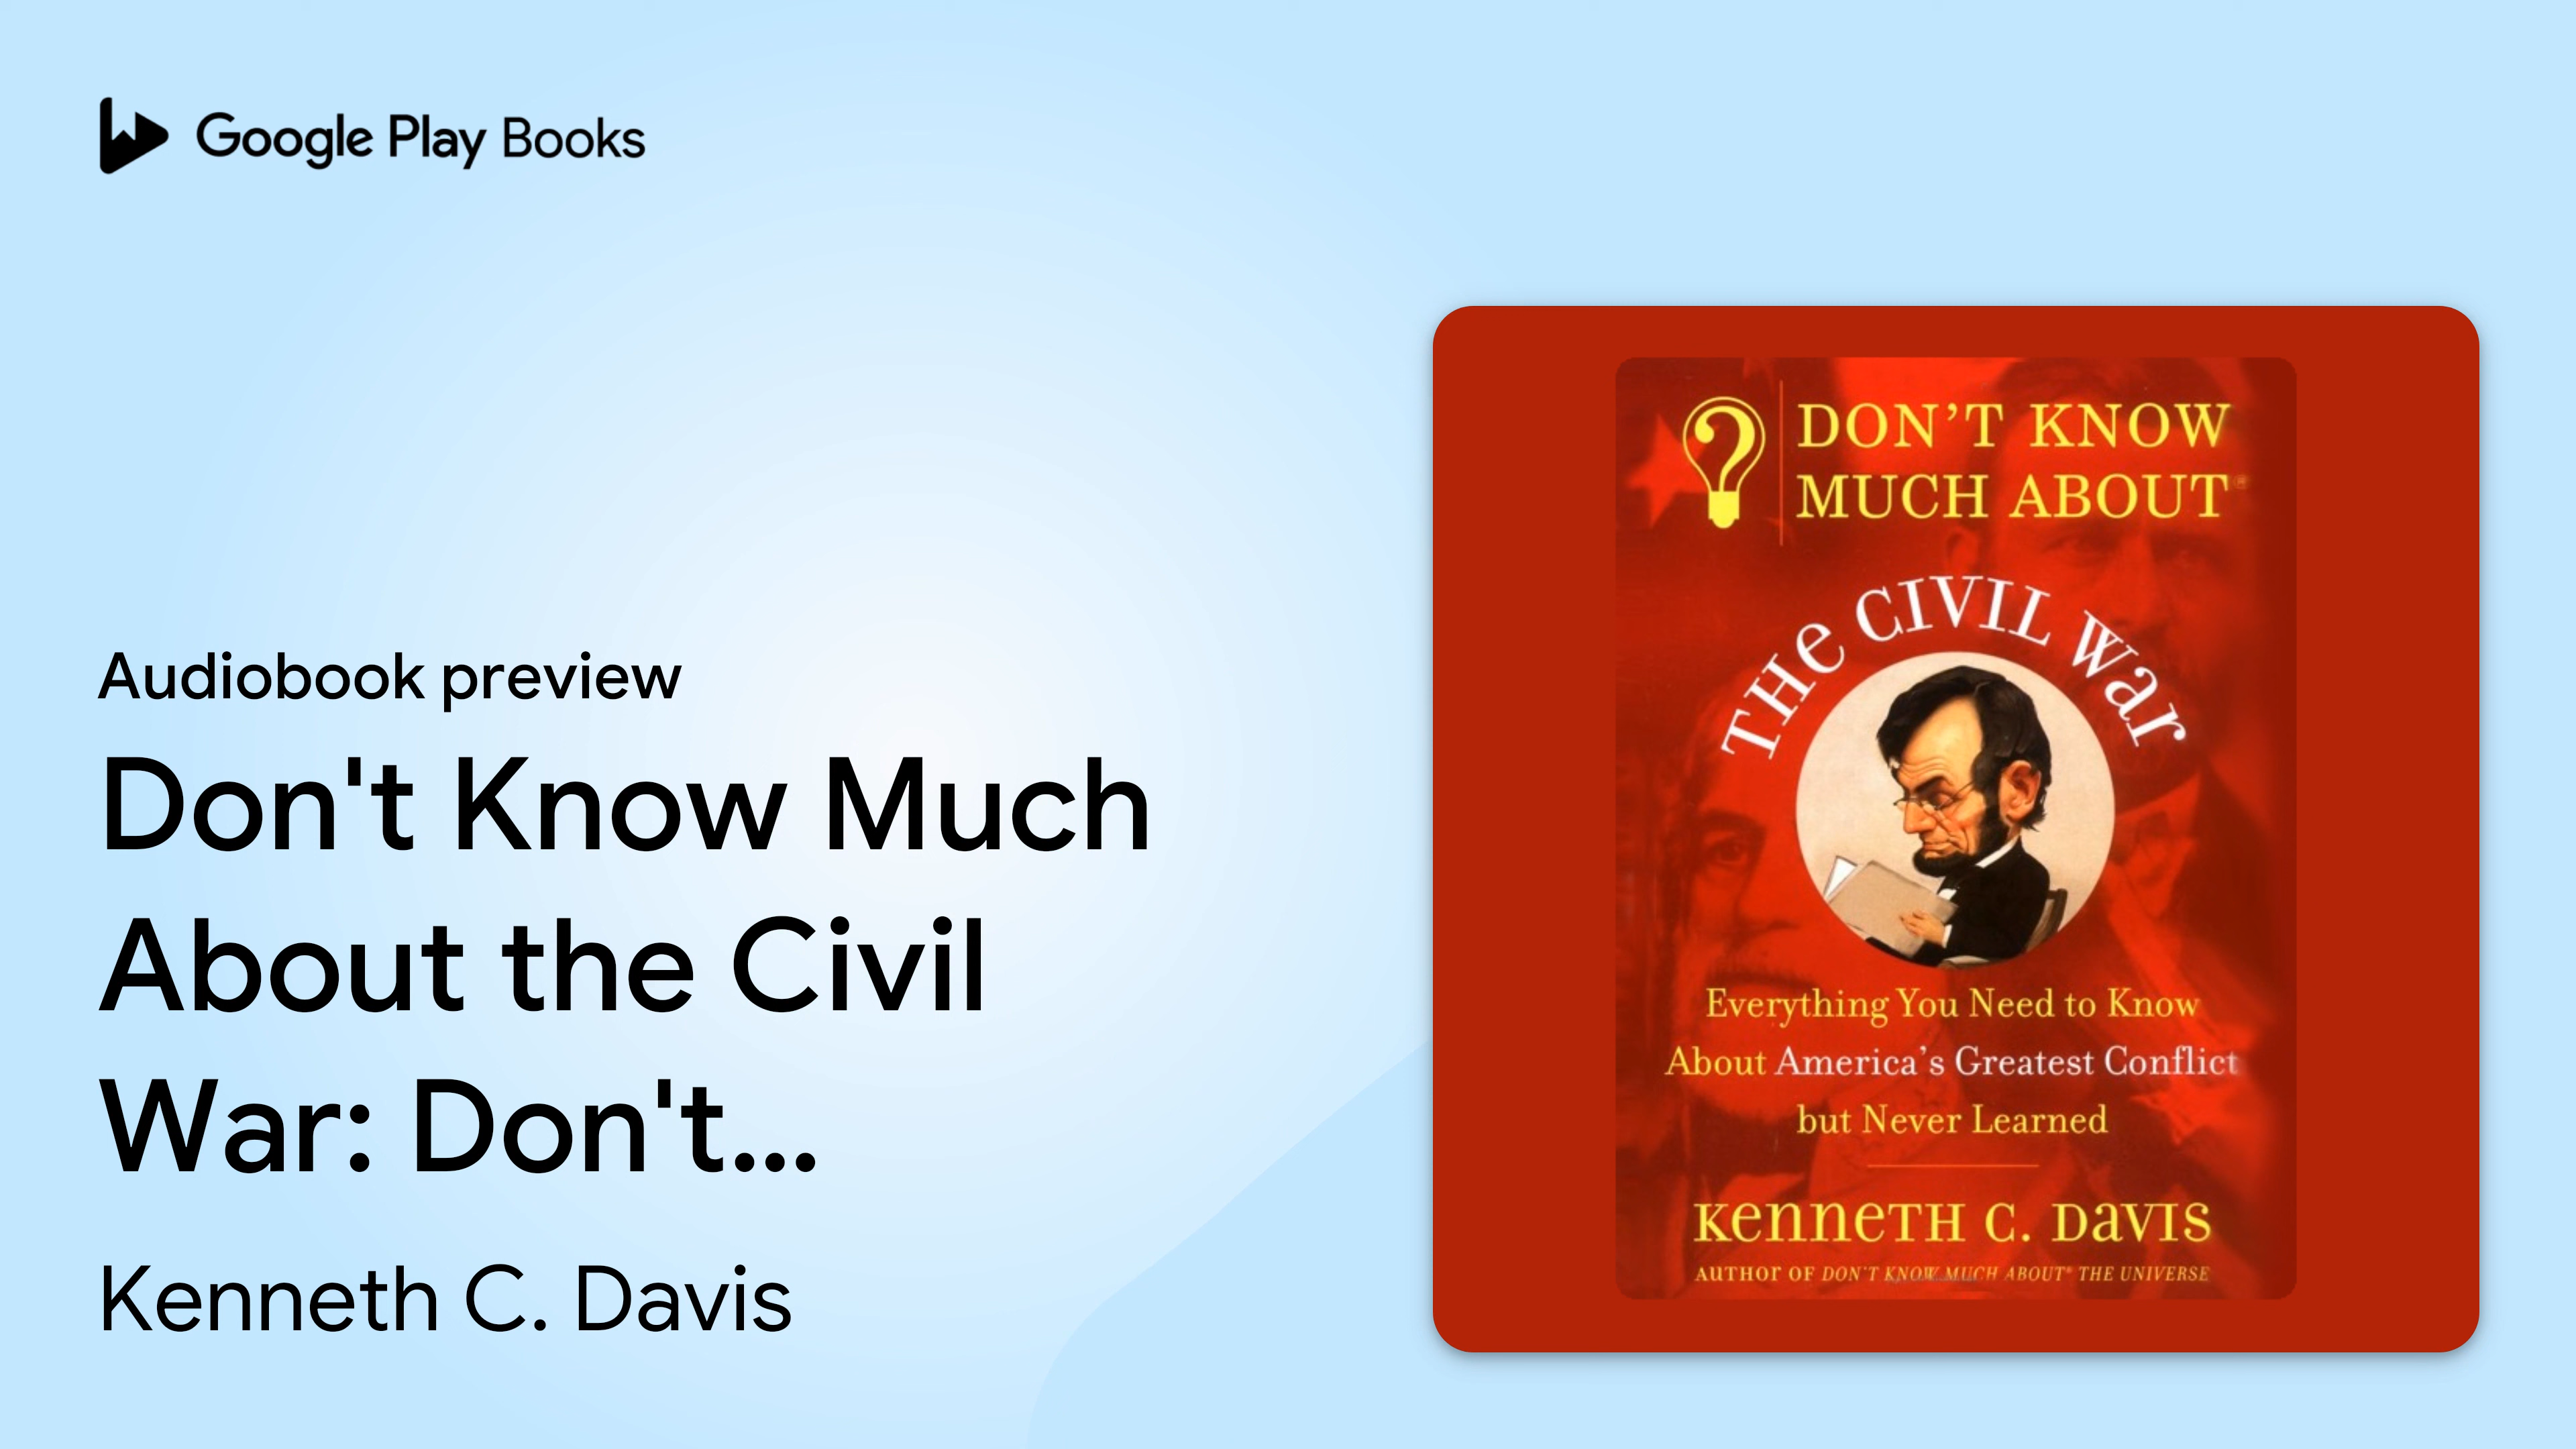 Google Play Books
Audiobook preview
Don't Know Much
About the Civil
War: Don't...
Kenneth C. Davis
?
DON'T KNOW
MUCH ABOUT®
THE CIVIL War
Everything You Need to Know
About America's Greatest Conflict
but Never Learned
Kenneth C. Davis
AUTHOR OF DON'T KNOW MUCH ABOUT® THE UNIVERSE